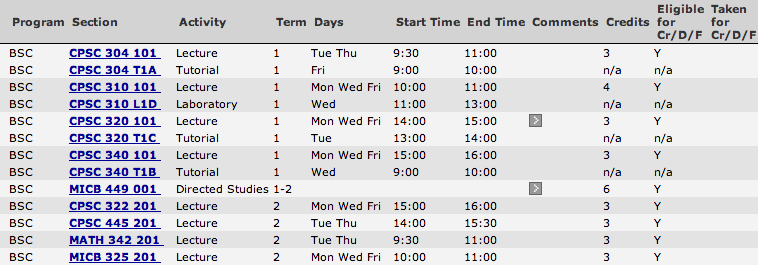 Program Section Activity Term Days Start Time End Time Comments Credits Eligible for Cr/D/F Taken for Cr/D/F
BSC CPSC 304 101 Lecture 1 Tue Thu 9:30 11:00 3 Y
BSC CPSC 304 T1A Tutorial 1 Fri 9:00 10:00 n/a n/a
BSC CPSC 310 101 Lecture 1 Mon Wed Fri 10:00 11:00 4 Y
BSC CPSC 310 L1D Laboratory 1 Wed 11:00 13:00 n/a n/a
BSC CPSC 320 101 Lecture 1 Mon Wed Fri 14:00 15:00 3 Y
BSC CPSC 320 T1C Tutorial 1 Tue 13:00 14:00 n/a n/a
BSC CPSC 340 101 Lecture 1 Mon Wed Fri 15:00 16:00 3 Y
BSC CPSC 340 T1B Tutorial 1 Wed 9:00 10:00 n/a n/a
BSC MICB 449 001 Directed Studies 1-2 6 Y
BSC CPSC 322 201 Lecture 2 Mon Wed Fri 15:00 16:00 3 Y
BSC CPSC 445 201 Lecture 2 Tue Thu 14:00 15:30 3 Y
BSC MATH 342 201 Lecture 2 Tue Thu 9:30 11:00 3 Y
BSC MICB 325 201 Lecture 2 Mon Wed Fri 10:00 11:00 3 Y